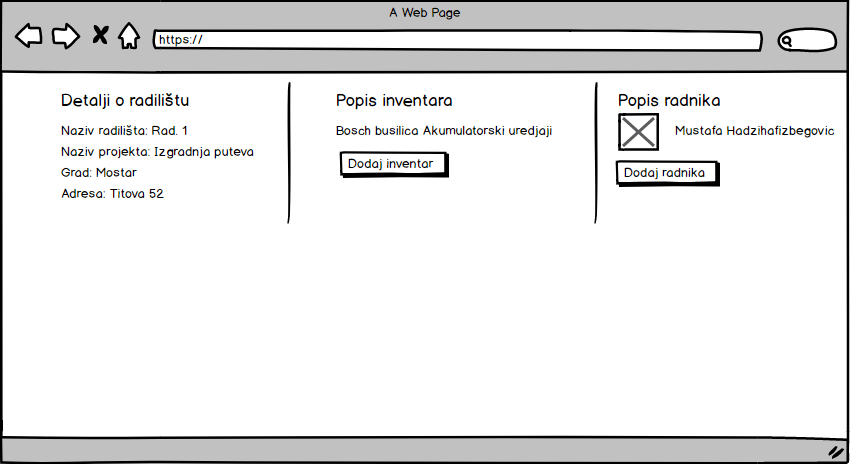 A Web Page
https://
Detalji o radilištu
Naziv radilišta: Rad. 1
Naziv projekta: Izgradnja puteva
Grad: Mostar
Adresa: Titova 52
Popis inventara
Bosch busilica Akumulatorski uredjaji
Dodaj inventar
Popis radnika
Mustafa Hadzihafizbegovic
Dodaj radnika